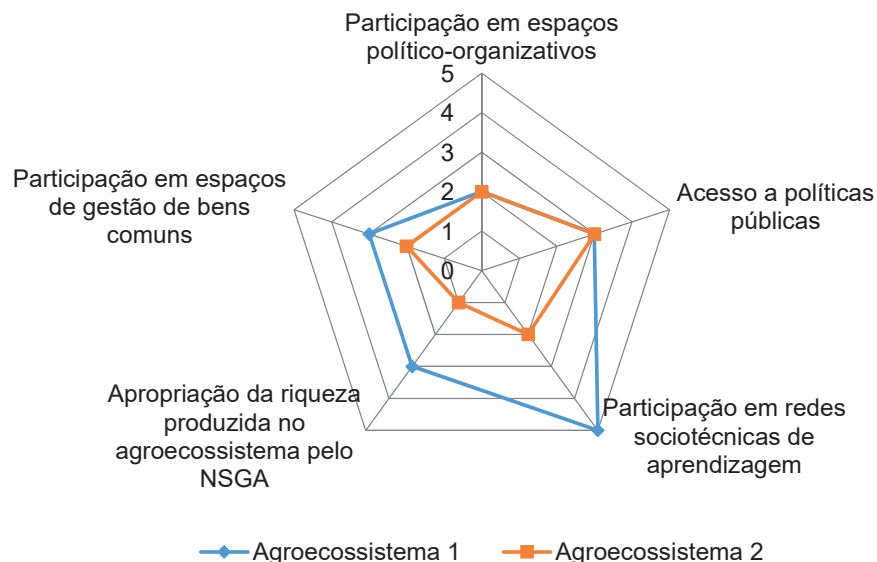 Participação em espaços
político-organizativos
5
4
3
2
1
0
Acesso a políticas
públicas
Participação em redes
sociotécnicas de
aprendizagem
Apropriação da riqueza
produzida no
agroecossistema pelo
NSGA
Participação em espaços
de gestão de bens
comuns
Agroecossistema 1
Agroecossistema 2